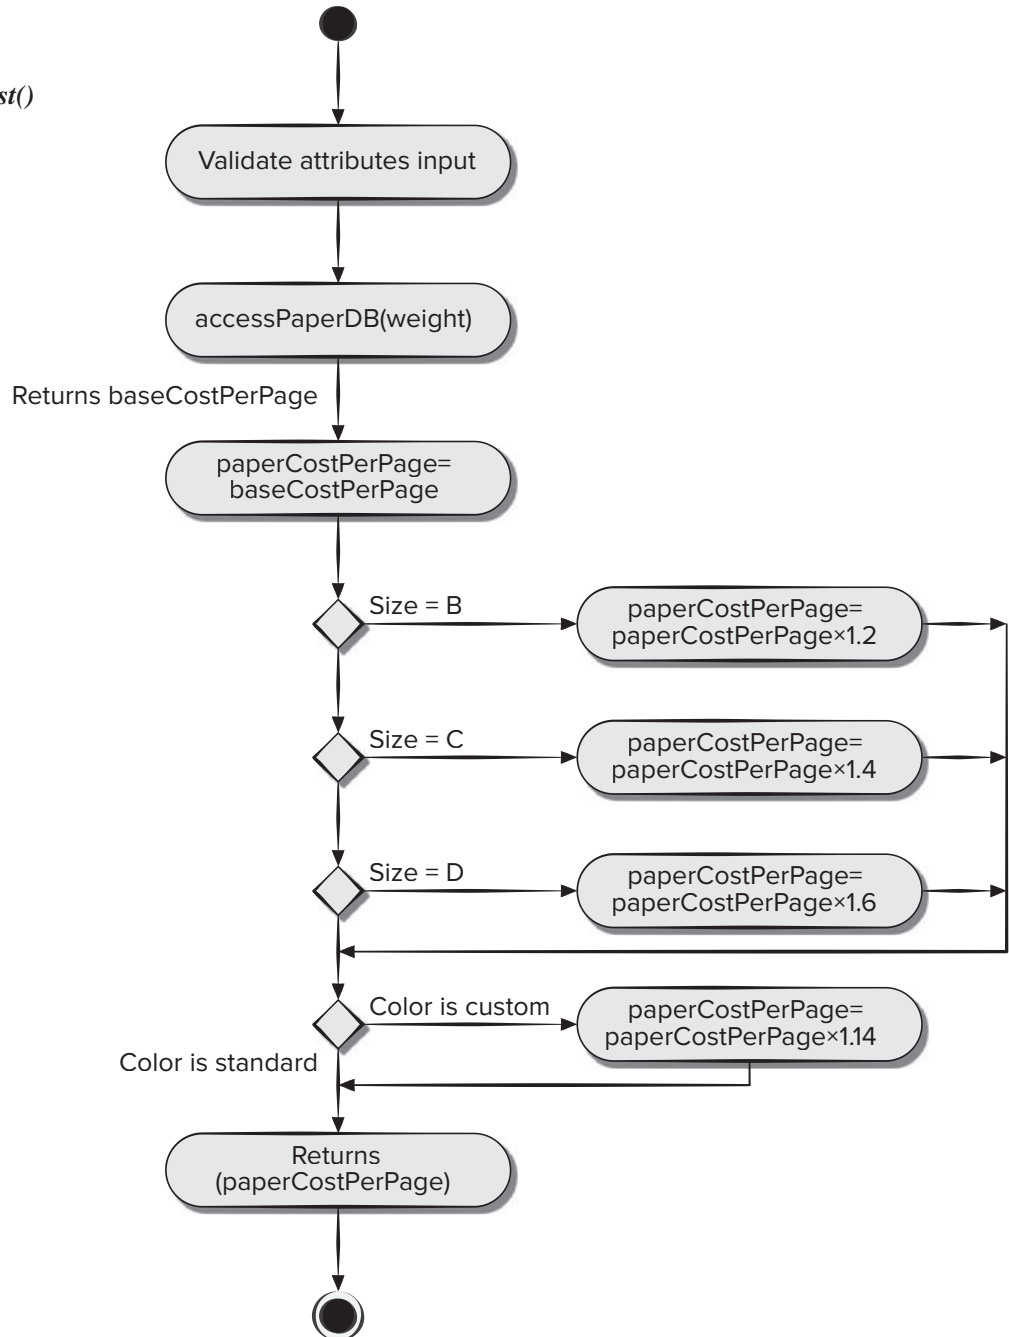 st()
Validate attributes input
accessPaperDB(weight)
Returns baseCostPerPage
paperCostPerPage=
baseCostPerPage
Size = B
paperCostPerPage=
paperCostPerPage×1.2
Size = C
paperCostPerPage=
paperCostPerPage×1.4
Size = D
paperCostPerPage=
paperCostPerPage×1.6
Color is custom
paperCostPerPage=
paperCostPerPage×1.14
Color is standard
Returns
(paperCostPerPage)